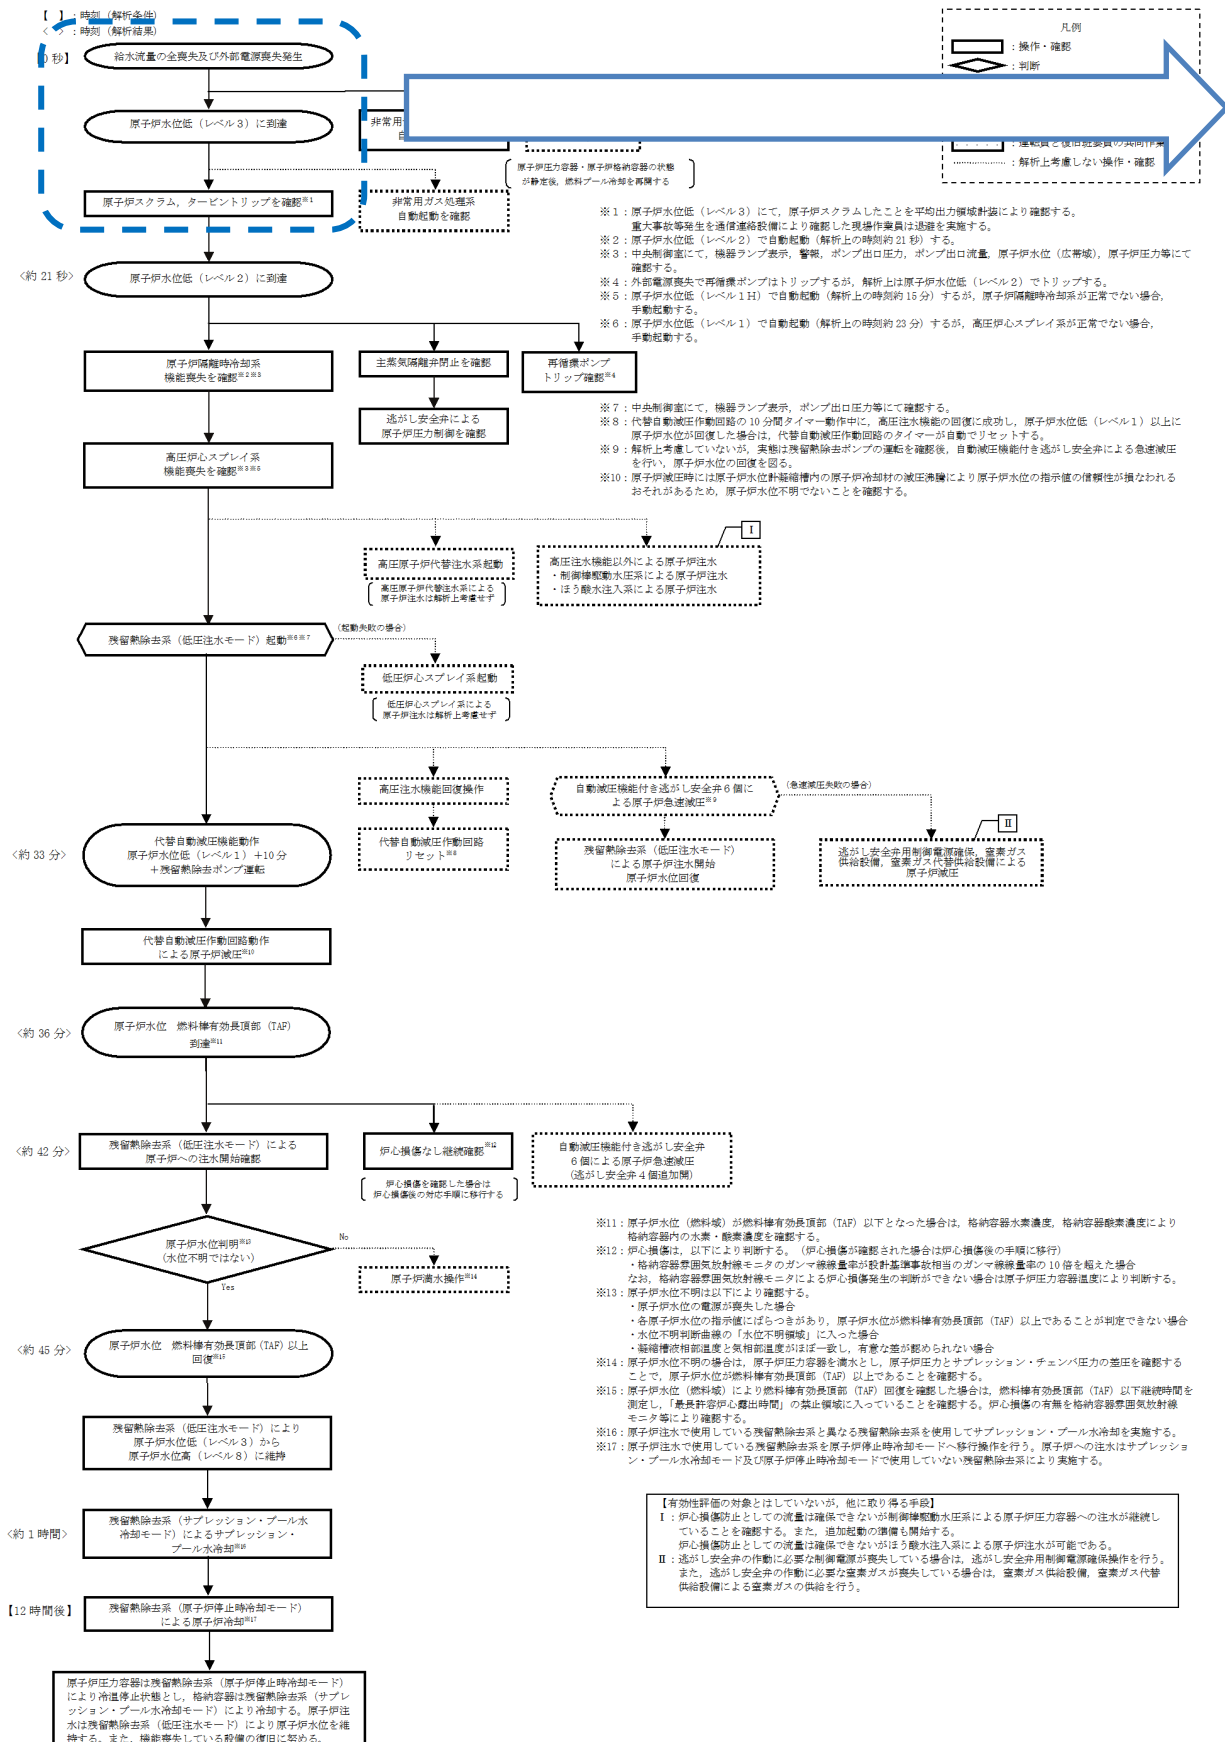 【　】：時刻（解析条件）
＜　＞：時刻（解析結果）
秒】
給水流量の全喪失及び外部電源喪失発生
凡例
：操作・確認
：判断
原子炉水位低（レベル３）に到達
非常用
：運転員と復旧班要員の共同作業
：解析上考慮しない操作・確認
原子炉圧力容器・原子炉格納容器の状態
が静定後，燃料プール冷却を再開する
原子炉スクラム，タービントリップを確認※1
非常用ガス処理系
自動起動を確認
※１：原子炉水位低（レベル３）にて，原子炉スクラムしたことを平均出力領域計装により確認する。
重大事故等発生を通信連絡設備により確認した現場作業員は退避を実施する。
※２：原子炉水位低（レベル２）で自動起動（解析上の時刻約21秒）する。
※３：中央制御室にて，機器ランプ表示，警報，ポンプ出口圧力，ポンプ出口流量，原子炉水位（広帯域），原子炉圧力等にて
確認する。
※４：外部電源喪失で再循環ポンプはトリップするが，解析上は原子炉水位低（レベル２）でトリップする。
※５：原子炉水位低（レベル１Ｈ）で自動起動（解析上の時刻約15分）するが，原子炉隔離時冷却系が正常でない場合，
手動起動する。
※６：原子炉水位低（レベル１）で自動起動（解析上の時刻約23分）するが，高圧炉心スプレイ系が正常でない場合，
手動起動する。
＜約21秒＞
原子炉水位低（レベル２）に到達
原子炉隔離時冷却系
機能喪失を確認※2※3
主蒸気隔離弁閉止を確認
再循環ポンプ
トリップ確認※4
逃がし安全弁による
原子炉圧力制御を確認
※７：中央制御室にて，機器ランプ表示，ポンプ出口圧力等にて確認する。
※８：代替自動減圧作動回路の10分間タイマー動作中に，高圧注水機能の回復に成功し，原子炉水位低（レベル１）以上に
原子炉水位が回復した場合は，代替自動減圧作動回路のタイマーが自動でリセットする。
※９：解析上考慮していないが，実態は残留熱除去ポンプの運転を確認後，自動減圧機能付き逃がし安全弁による急速減圧
を行い，原子炉水位の回復を図る。
※10：原子炉減圧時には原子炉水位計凝縮槽内の原子炉冷却材の減圧沸騰により原子炉水位の指示値の信頼性が損なわれる
おそれがあるため，原子炉水位不明でないことを確認する。
高圧炉心スプレイ系
機能喪失を確認※3※5
Ⅰ
高圧原子炉代替注水系起動
高圧原子炉代替注水系による
原子炉注水は解析上考慮せず
高圧注水機能以外による原子炉注水
・制御棒駆動水圧系による原子炉注水
・ほう酸水注入系による原子炉注水
残留熱除去系（低圧注水モード）起動※6※7
（起動失敗の場合）
低圧炉心スプレイ系起動
低圧炉心スプレイ系による
原子炉注水は解析上考慮せず
高圧注水機能回復操作
自動減圧機能付き逃がし安全弁６個に
よる原子炉急速減圧※9
（急速減圧失敗の場合）
Ⅱ
＜約33分＞
代替自動減圧機能動作
原子炉水位低（レベル１）＋10分
＋残留熱除去ポンプ運転
代替自動減圧作動回路
リセット※8
残留熱除去系（低圧注水モード）
による原子炉注水開始
原子炉水位回復
逃がし安全弁用制御電源確保，窒素ガス
供給設備，窒素ガス代替供給設備による
原子炉減圧
代替自動減圧作動回路動作
による原子炉減圧※10
＜約36分＞
原子炉水位　燃料棒有効長頂部（TAF）
到達※11
＜約42分＞
残留熱除去系（低圧注水モード）による
原子炉への注水開始確認
炉心損傷なし継続確認※12
炉心損傷を確認した場合は
炉心損傷後の対応手順に移行する
自動減圧機能付き逃がし安全弁
６個による原子炉急速減圧
（逃がし安全弁４個追加開）
原子炉水位判明※13
（水位不明ではない）
No
Yes
原子炉満水操作※14
※11：原子炉水位（燃料域）が燃料棒有効長頂部（TAF）以下となった場合は，格納容器水素濃度，格納容器酸素濃度により
格納容器内の水素・酸素濃度を確認する。
※12：炉心損傷は，以下により判断する。（炉心損傷が確認された場合は炉心損傷後の手順に移行）
・格納容器雰囲気放射線モニタのガンマ線線量率が設計基準事故相当のガンマ線線量率の10倍を超えた場合
なお，格納容器雰囲気放射線モニタによる炉心損傷発生の判断ができない場合は原子炉圧力容器温度により判断する。
※13：原子炉水位不明は以下により確認する。
・原子炉水位の電源が喪失した場合
・各原子炉水位の指示値にばらつきがあり，原子炉水位が燃料棒有効長頂部（TAF）以上であることが判定できない場合
・水位不明判断曲線の「水位不明領域」に入った場合
・凝縮槽液相部温度と気相部温度がほぼ一致し，有意な差が認められない場合
※14：原子炉水位不明の場合は，原子炉圧力容器を満水とし，原子炉圧力とサプレッション・チェンバ圧力の差圧を確認する
ことで，原子炉水位が燃料棒有効長頂部（TAF）以上であることを確認する。
※15：原子炉水位（燃料域）により燃料棒有効長頂部（TAF）回復を確認した場合は，燃料棒有効長頂部（TAF）以下継続時間を
測定し，「最長許容炉心露出時間」の禁止領域に入っていることを確認する。炉心損傷の有無を格納容器雰囲気放射線
モニタ等により確認する。
※16：原子炉注水で使用している残留熱除去系と異なる残留熱除去系を使用してサプレッション・プール水冷却を実施する。
※17：原子炉注水で使用している残留熱除去系を原子炉停止時冷却モードへ移行操作を行う。原子炉への注水はサプレッショ
ン・プール水冷却モード及び原子炉停止時冷却モードで使用していない残留熱除去系により実施する。
＜約45分＞
原子炉水位　燃料棒有効長頂部（TAF）以上
回復※15
残留熱除去系（低圧注水モード）により
原子炉水位低（レベル３）から
原子炉水位高（レベル８）に維持
＜約１時間＞
残留熱除去系（サプレッション・プール水
冷却モード）によるサプレッション・
プール水冷却※16
【12時間後】
残留熱除去系（原子炉停止時冷却モード）
による原子炉冷却※17
【有効性評価の対象とはしていないが，他に取り得る手段】
Ⅰ：炉心損傷防止としての流量は確保できないが制御棒駆動水圧系による原子炉圧力容器への注水が継続し
ていることを確認する。また，追加起動の準備も開始する。
炉心損傷防止としての流量は確保できないがほう酸水注入系による原子炉注水が可能である。
Ⅱ：逃がし安全弁の作動に必要な制御電源が喪失している場合は，逃がし安全弁用制御電源確保操作を行う。
また，逃がし安全弁の作動に必要な窒素ガスが喪失している場合は，窒素ガス供給設備，窒素ガス代替
供給設備による窒素ガスの供給を行う。
原子炉圧力容器は残留熱除去系（原子炉停止時冷却モード）
により冷温停止状態とし，格納容器は残留熱除去系（サプレ
ッション・プール水冷却モード）により冷却する。原子炉注
水は残留熱除去系（低圧注水モード）により原子炉水位を維
持する。また，機能喪失している設備の復旧に努める。